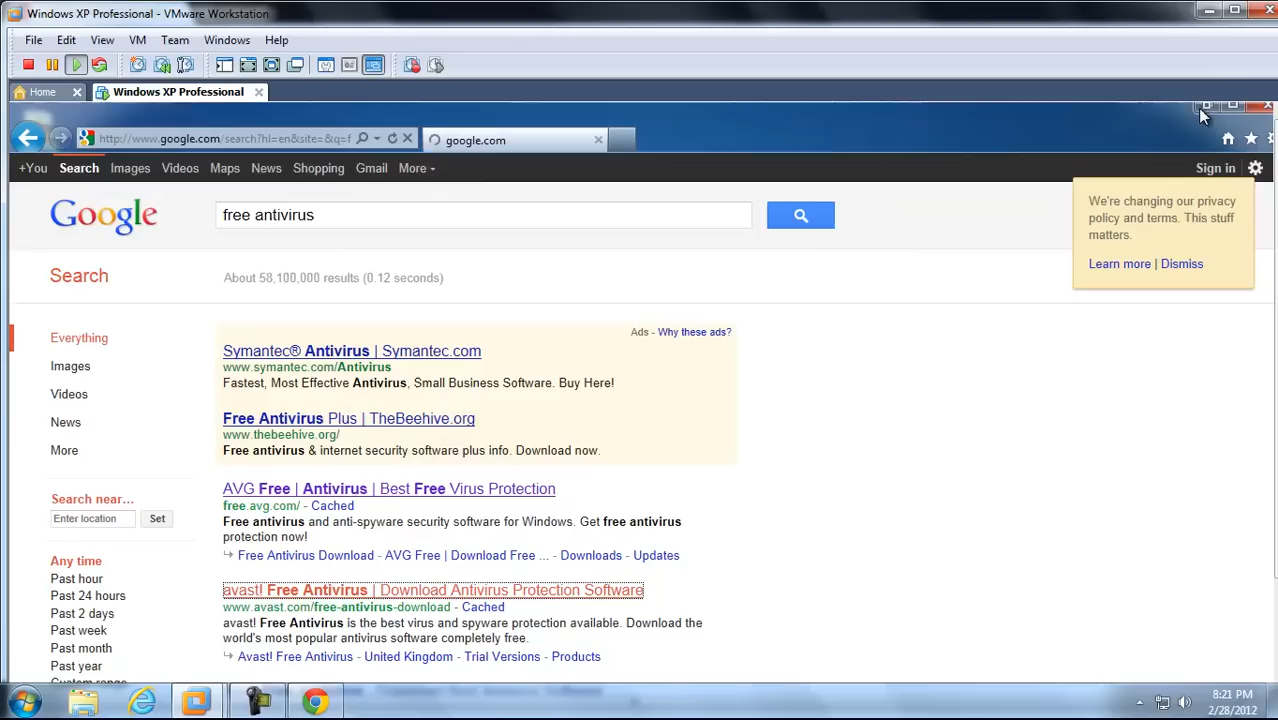 Windows XP Professional - VMware Workstation
File Edit View VM Team Windows Help
Home Windows XP Professional
http://www.google.com/search?hl=en&site=&q=f google.com
+You Search Images Videos Maps News Shopping Gmail More Sign in
Google free antivirus
We're changing our privacy
policy and terms. This stuff
matters.
Learn more | Dismiss
Search About 58,100,000 results (0.12 seconds)
Everything
Images
Videos
News
More
Search near...
Enter location Set
Any time
Past hour
Past 24 hours
Past 2 days
Past week
Past month
Past year
Custom range...
Ads - Why these ads?
Symantec® Antivirus | Symantec.com
www.symantec.com/Antivirus
Fastest, Most Effective Antivirus, Small Business Software. Buy Here!
Free Antivirus Plus | TheBeehive.org
www.thebeehive.org/
Free antivirus & internet security software plus info. Download now.
AVG Free | Antivirus | Best Free Virus Protection
free.avg.com/ - Cached
Free antivirus and anti-spyware security software for Windows. Get free antivirus
protection now!
Free Antivirus Download - AVG Free | Download Free ... - Downloads - Updates
avast! Free Antivirus | Download Antivirus Protection Software
www.avast.com/free-antivirus-download - Cached
avast! Free Antivirus is the best virus and spyware protection available. Download the
world's most popular antivirus software completely free.
Avast! Free Antivirus - United Kingdom - Trial Versions - Products
8:21 PM
2/28/2012